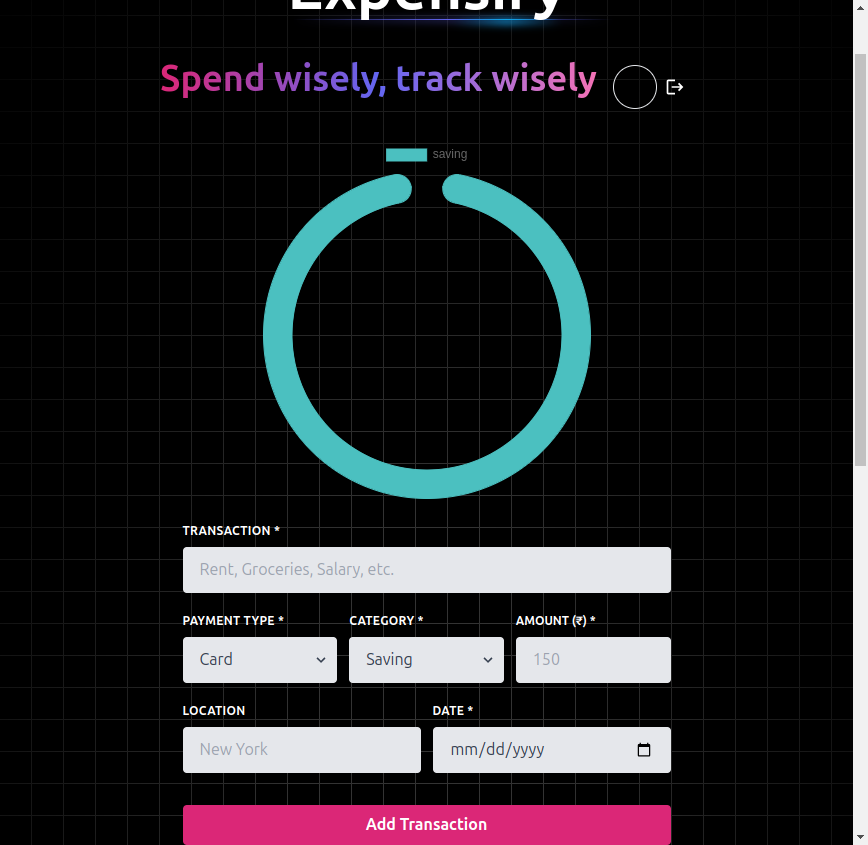 Expensify
Spend wisely, track wisely
saving
TRANSACTION *
Rent, Groceries, Salary, etc.
PAYMENT TYPE * CATEGORY * AMOUNT (₹) *
Card Saving 150
LOCATION DATE *
New York mm/dd/yyyy
Add Transaction